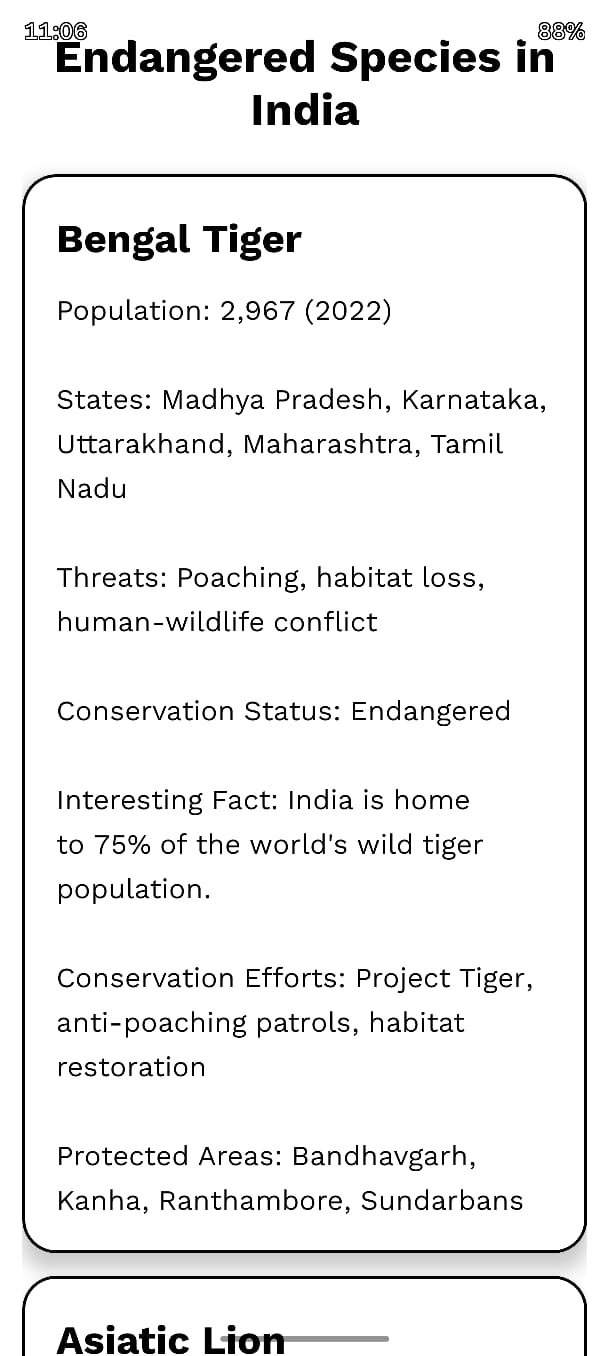 11:06
88%
Endangered Species in
India
Bengal Tiger
Population: 2,967 (2022)
States: Madhya Pradesh, Karnataka,
Uttarakhand, Maharashtra, Tamil
Nadu
Threats: Poaching, habitat loss,
human-wildlife conflict
Conservation Status: Endangered
Interesting Fact: India is home
to 75% of the world's wild tiger
population.
Conservation Efforts: Project Tiger,
anti-poaching patrols, habitat
restoration
Protected Areas: Bandhavgarh,
Kanha, Ranthambore, Sundarbans
Asiatic Lion